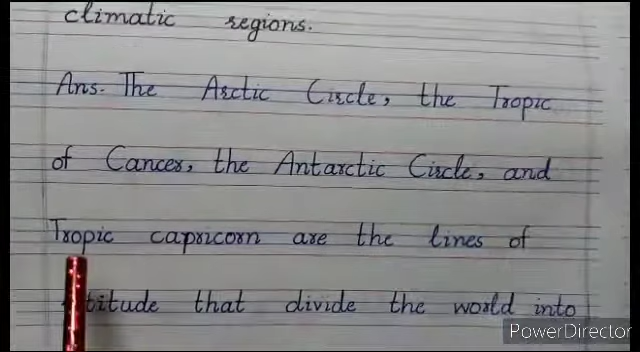 climatic regions.
Ans. The Arctic Circle, the Tropic
of Cancer, the Antarctic Circle, and
Tropic capricorn are the lines of
that divide the world into
PowerDirector